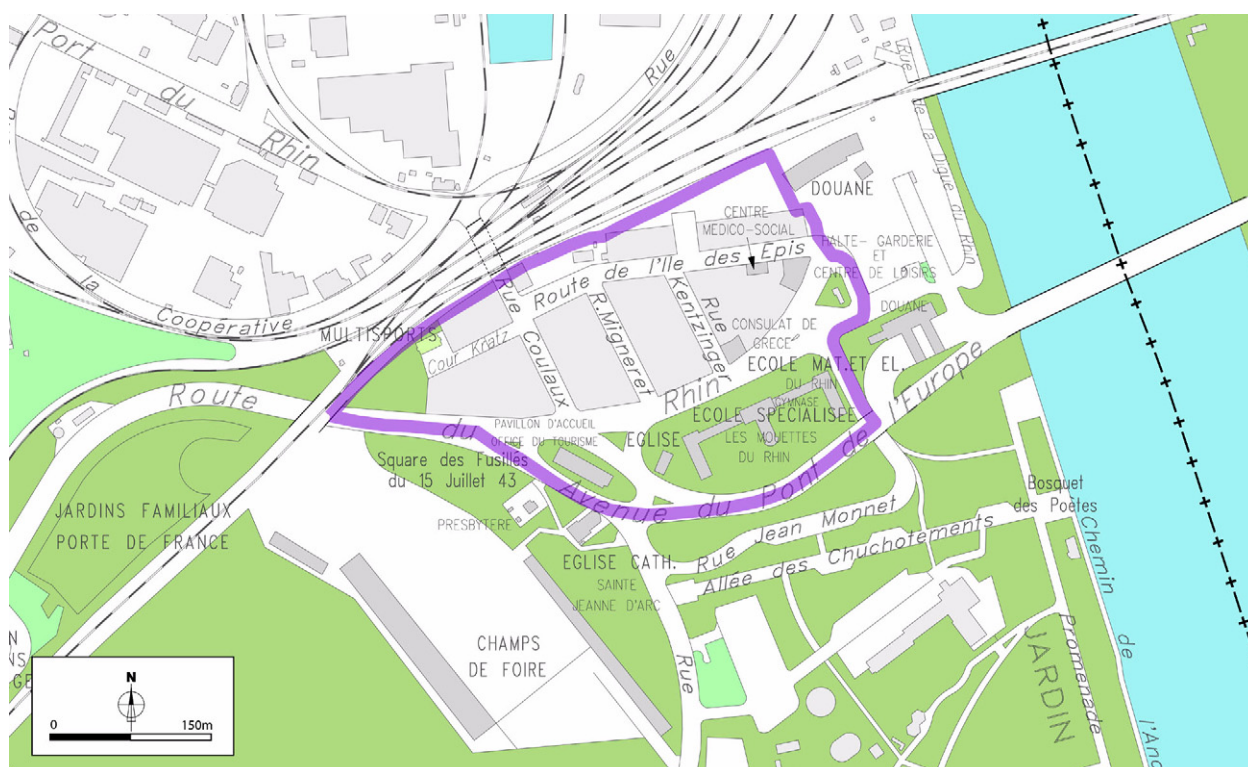 Port
du
Rhin
Rue
Rue de la Digue du Rhin
de
la
Coopérative
DOUANE
CENTRE
MEDICO-SOCIAL
HALTE- GARDERIE
ET
CENTRE DE LOISIRS
DOUANE
Route de l'Ile des Epis
Rue
Coulaux
R.Migneret
Rue
Kentzinger
MULTISPORTS
Cour Kratz
CONSULAT DE
GRECE
ECOLE MAT.ET EL.
DU RHIN
GYMNASE
ECOLE SPECIALISEE
LES MOUETTES
DU RHIN
Route
du
Rhin
PAVILLON D'ACCUEIL
OFFICE DU TOURISME
EGLISE
Square des Fusillés
du 15 Juillet 43
Avenue du Pont de l'Europe
JARDINS FAMILIAUX
PORTE DE FRANCE
PRESBYTERE
EGLISE CATH.
SAINTE
JEANNE D'ARC
Rue Jean Monnet
Allée des Chuchotements
Bosquet
des Poètes
Chemin
de
CHAMPS
DE FOIRE
Rue
JARDIN
Promenade
N
0 150m